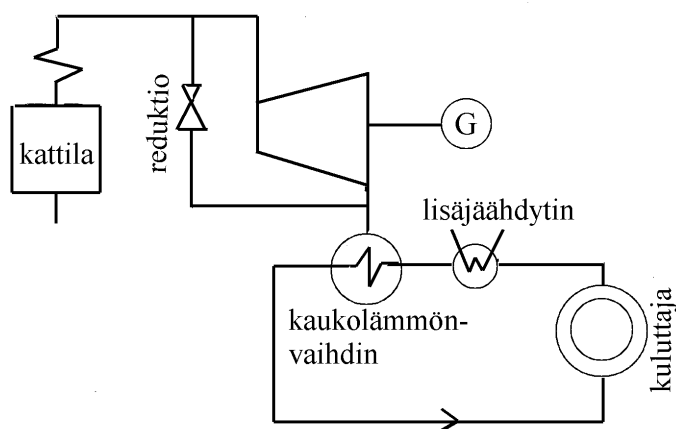 kattila
reduktio
G
lisäjäähdytin
kaukolämmön-
vaihdin
kuluttaja